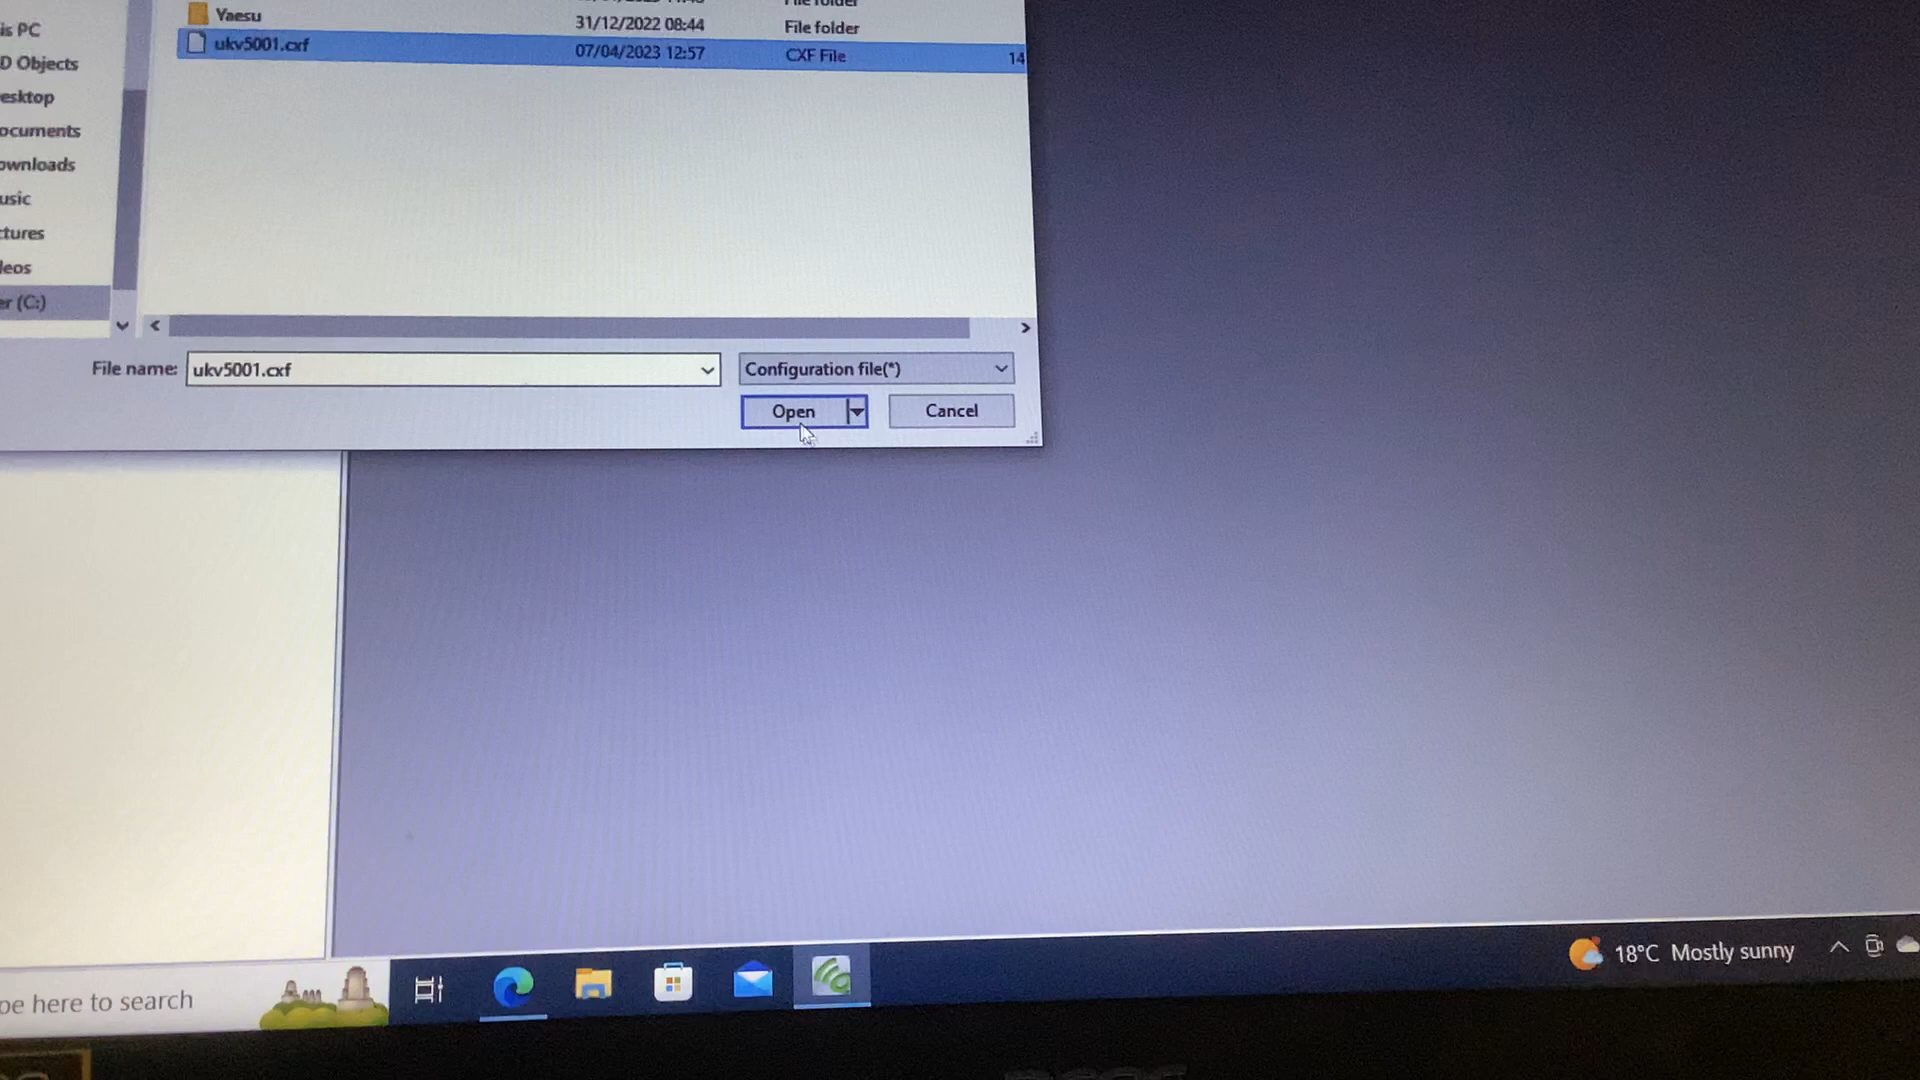 File folder
Yaesu 31/12/2022 08:44 File folder
ukv5001.cxf 07/04/2023 12:57 CXF File 14
is PC
D Objects
esktop
ocuments
ownloads
usic
ctures
leos
er (C:)
File name: ukv5001.cxf Configuration file(*)
Open Cancel
pe here to search
18°C Mostly sunny